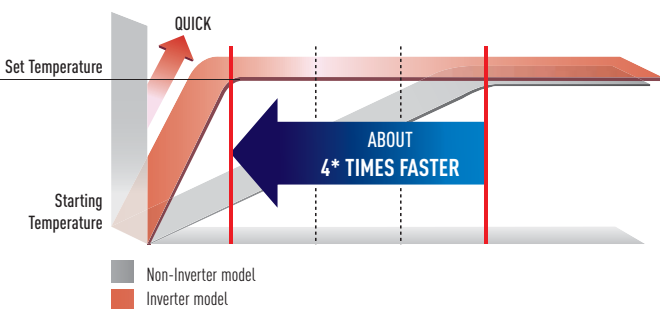 QUICK
Set Temperature
ABOUT
4* TIMES FASTER
Starting
Temperature
Non-Inverter model
Inverter model